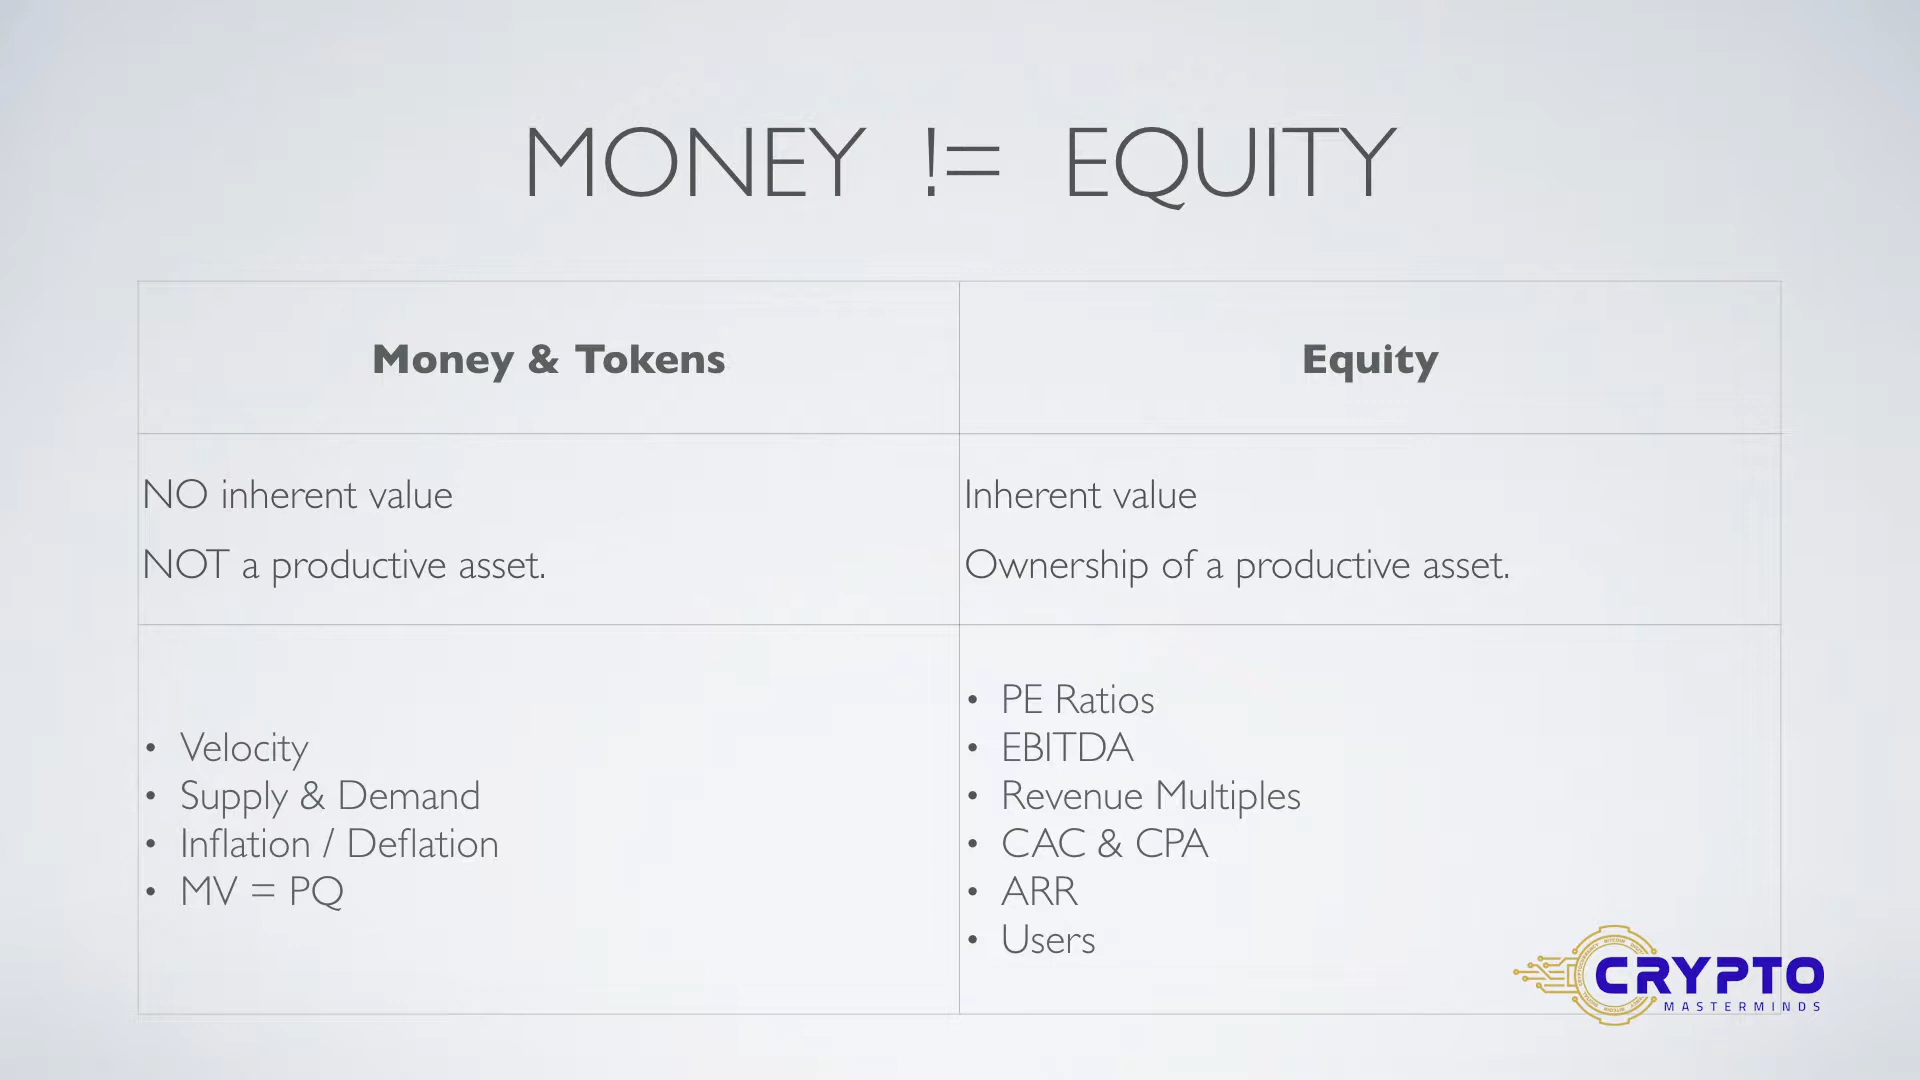 MONEY != EQUITY
Money & Tokens
Equity
NO inherent value
NOT a productive asset.
Inherent value
Ownership of a productive asset.
• Velocity
• Supply & Demand
• Inflation / Deflation
• MV = PQ
• PE Ratios
• EBITDA
• Revenue Multiples
• CAC & CPA
• ARR
• Users
CRYPTO
MASTERMINDS